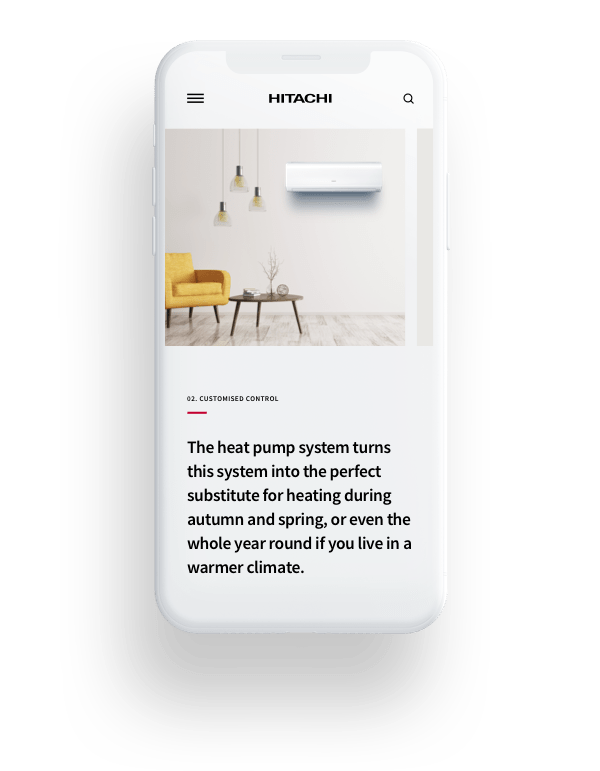 HITACHI
02. CUSTOMISED CONTROL
The heat pump system turns
this system into the perfect
substitute for heating during
autumn and spring, or even the
whole year round if you live in a
warmer climate.